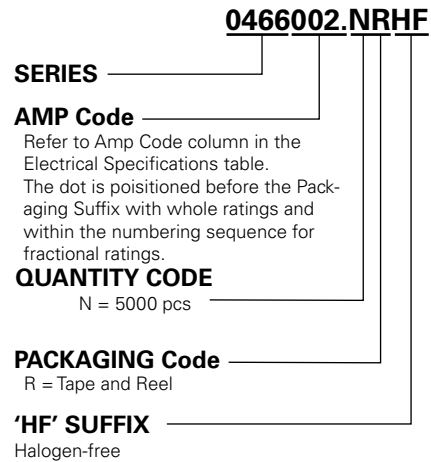 0466002.NRHF
SERIES
AMP Code
Refer to Amp Code column in the
Electrical Specifications table.
The dot is poisitioned before the Pack-
aging Suffix with whole ratings and
within the numbering sequence for
fractional ratings.
QUANTITY CODE
N = 5000 pcs
PACKAGING Code
R = Tape and Reel
‘HF’ SUFFIX
Halogen-free